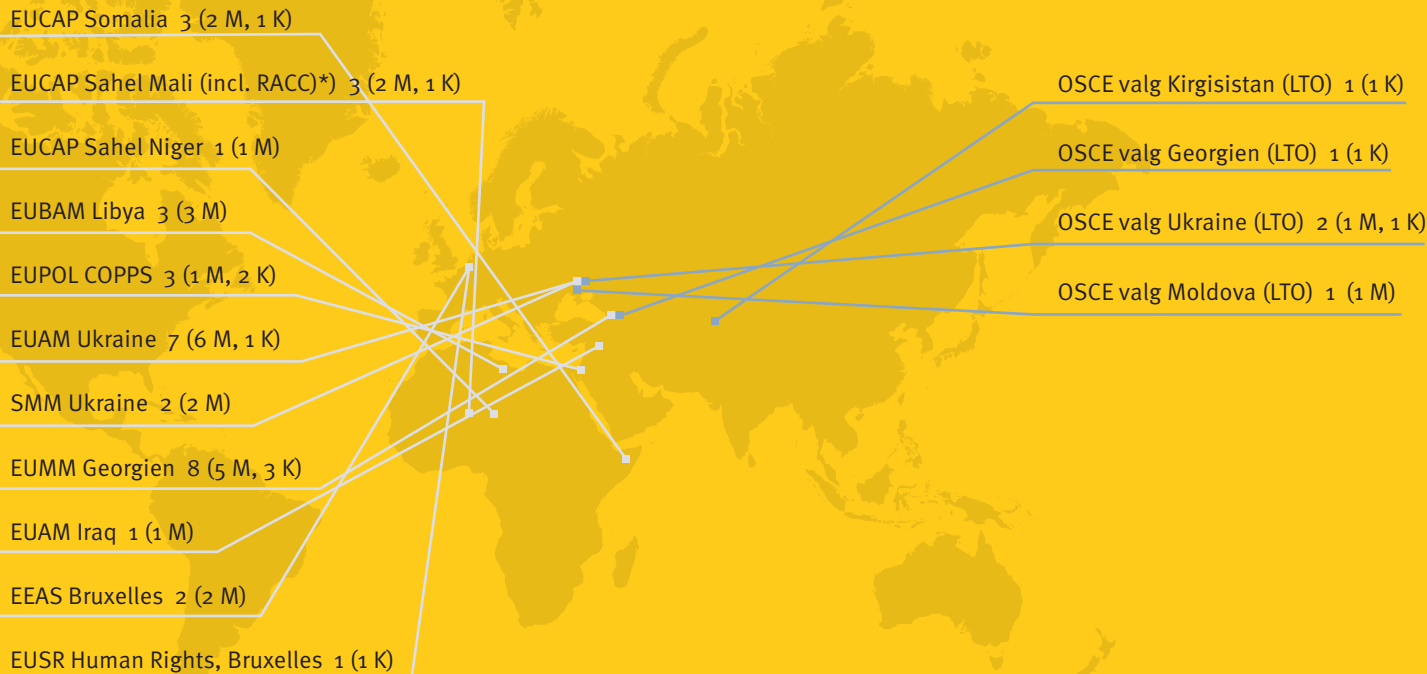 EUCAP Somalia 3 (2 M, 1 K)
EUCAP Sahel Mali (incl. RACC)*) 3 (2 M, 1 K)
EUCAP Sahel Niger 1 (1 M)
EUBAM Libya 3 (3 M)
EUPOL COPPS 3 (1 M, 2 K)
EUAM Ukraine 7 (6 M, 1 K)
SMM Ukraine 2 (2 M)
EUMM Georgien 8 (5 M, 3 K)
EUAM Iraq 1 (1 M)
EEAS Bruxelles 2 (2 M)
EUSR Human Rights, Bruxelles 1 (1 K)
OSCE valg Kirgisistan (LTO) 1 (1 K)
OSCE valg Georgien (LTO) 1 (1 K)
OSCE valg Ukraine (LTO) 2 (1 M, 1 K)
OSCE valg Moldova (LTO) 1 (1 M)